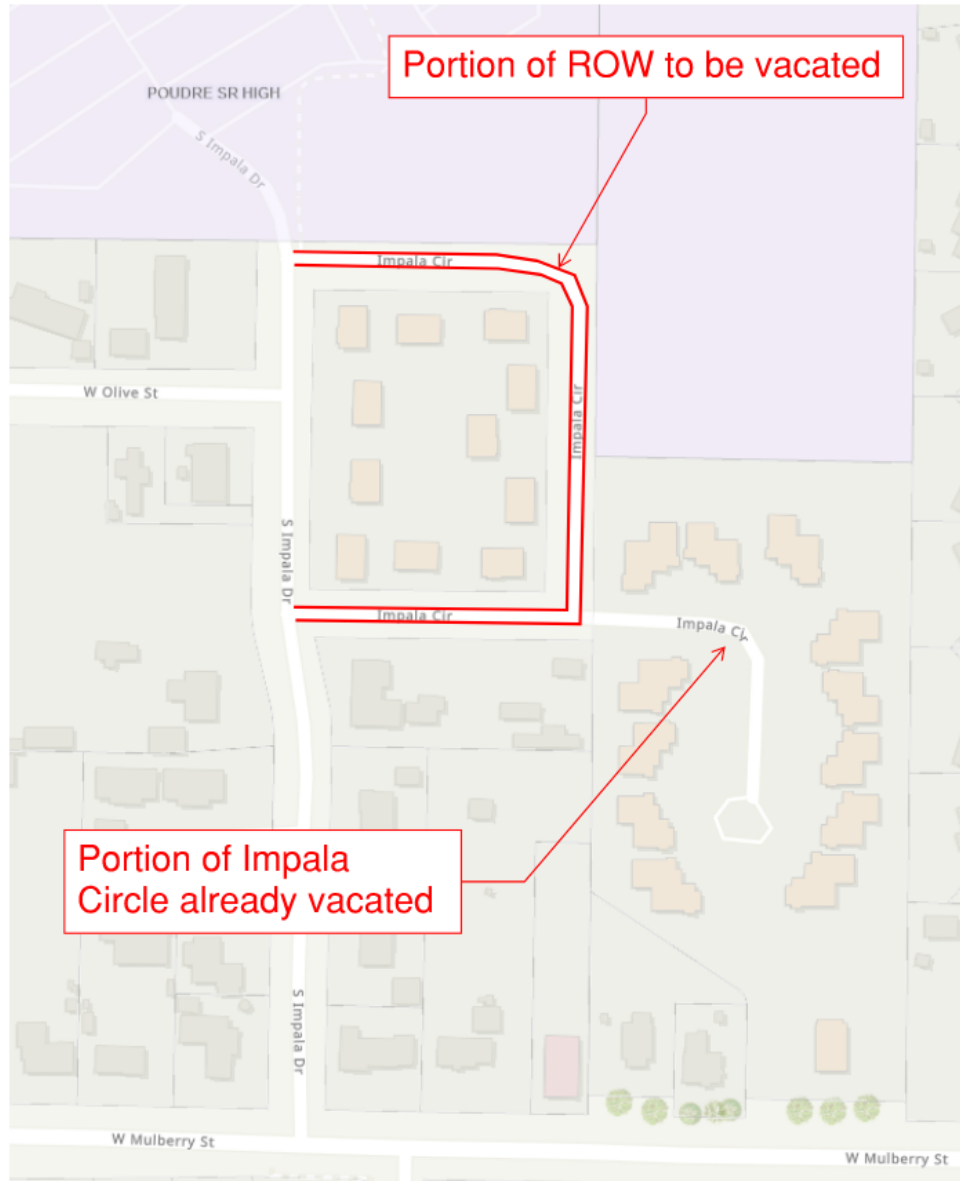 Portion of ROW to be vacated
POUDRE SR HIGH
S Impala Dr
Impala Cir
W Olive St
Impala Cir
S Impala Dr
Impala Cir
Impala Cir
Portion of Impala
Circle already vacated
S Impala Dr
W Mulberry St
W Mulberry St